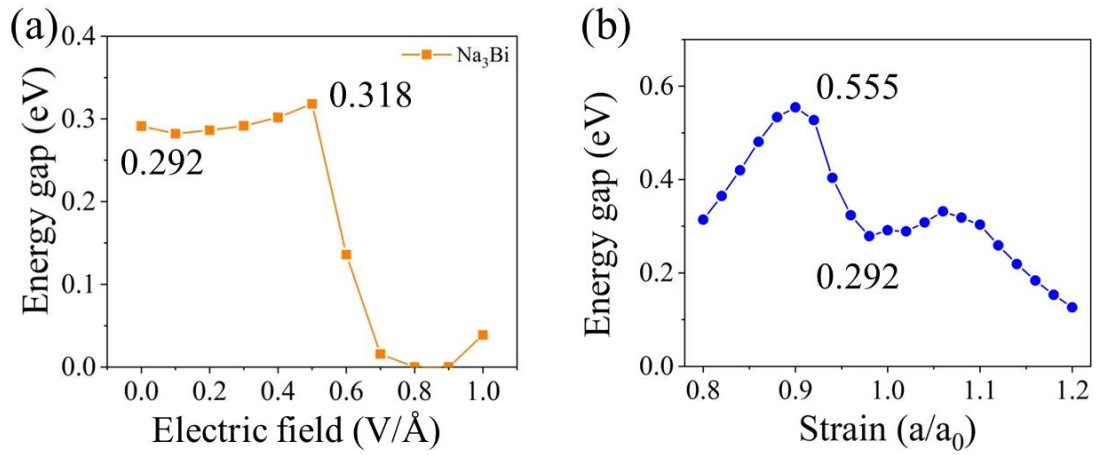 (a)
0.4
0.3
0.2
0.1
0.0
Energy gap (eV)
Na₃Bi
0.318
0.292
0.0 0.2 0.4 0.6 0.8 1.0
Electric field (V/Å)
(b)
0.6
0.4
0.2
0.0
Energy gap (eV)
0.555
0.292
0.8 0.9 1.0 1.1 1.2
Strain (a/a₀)